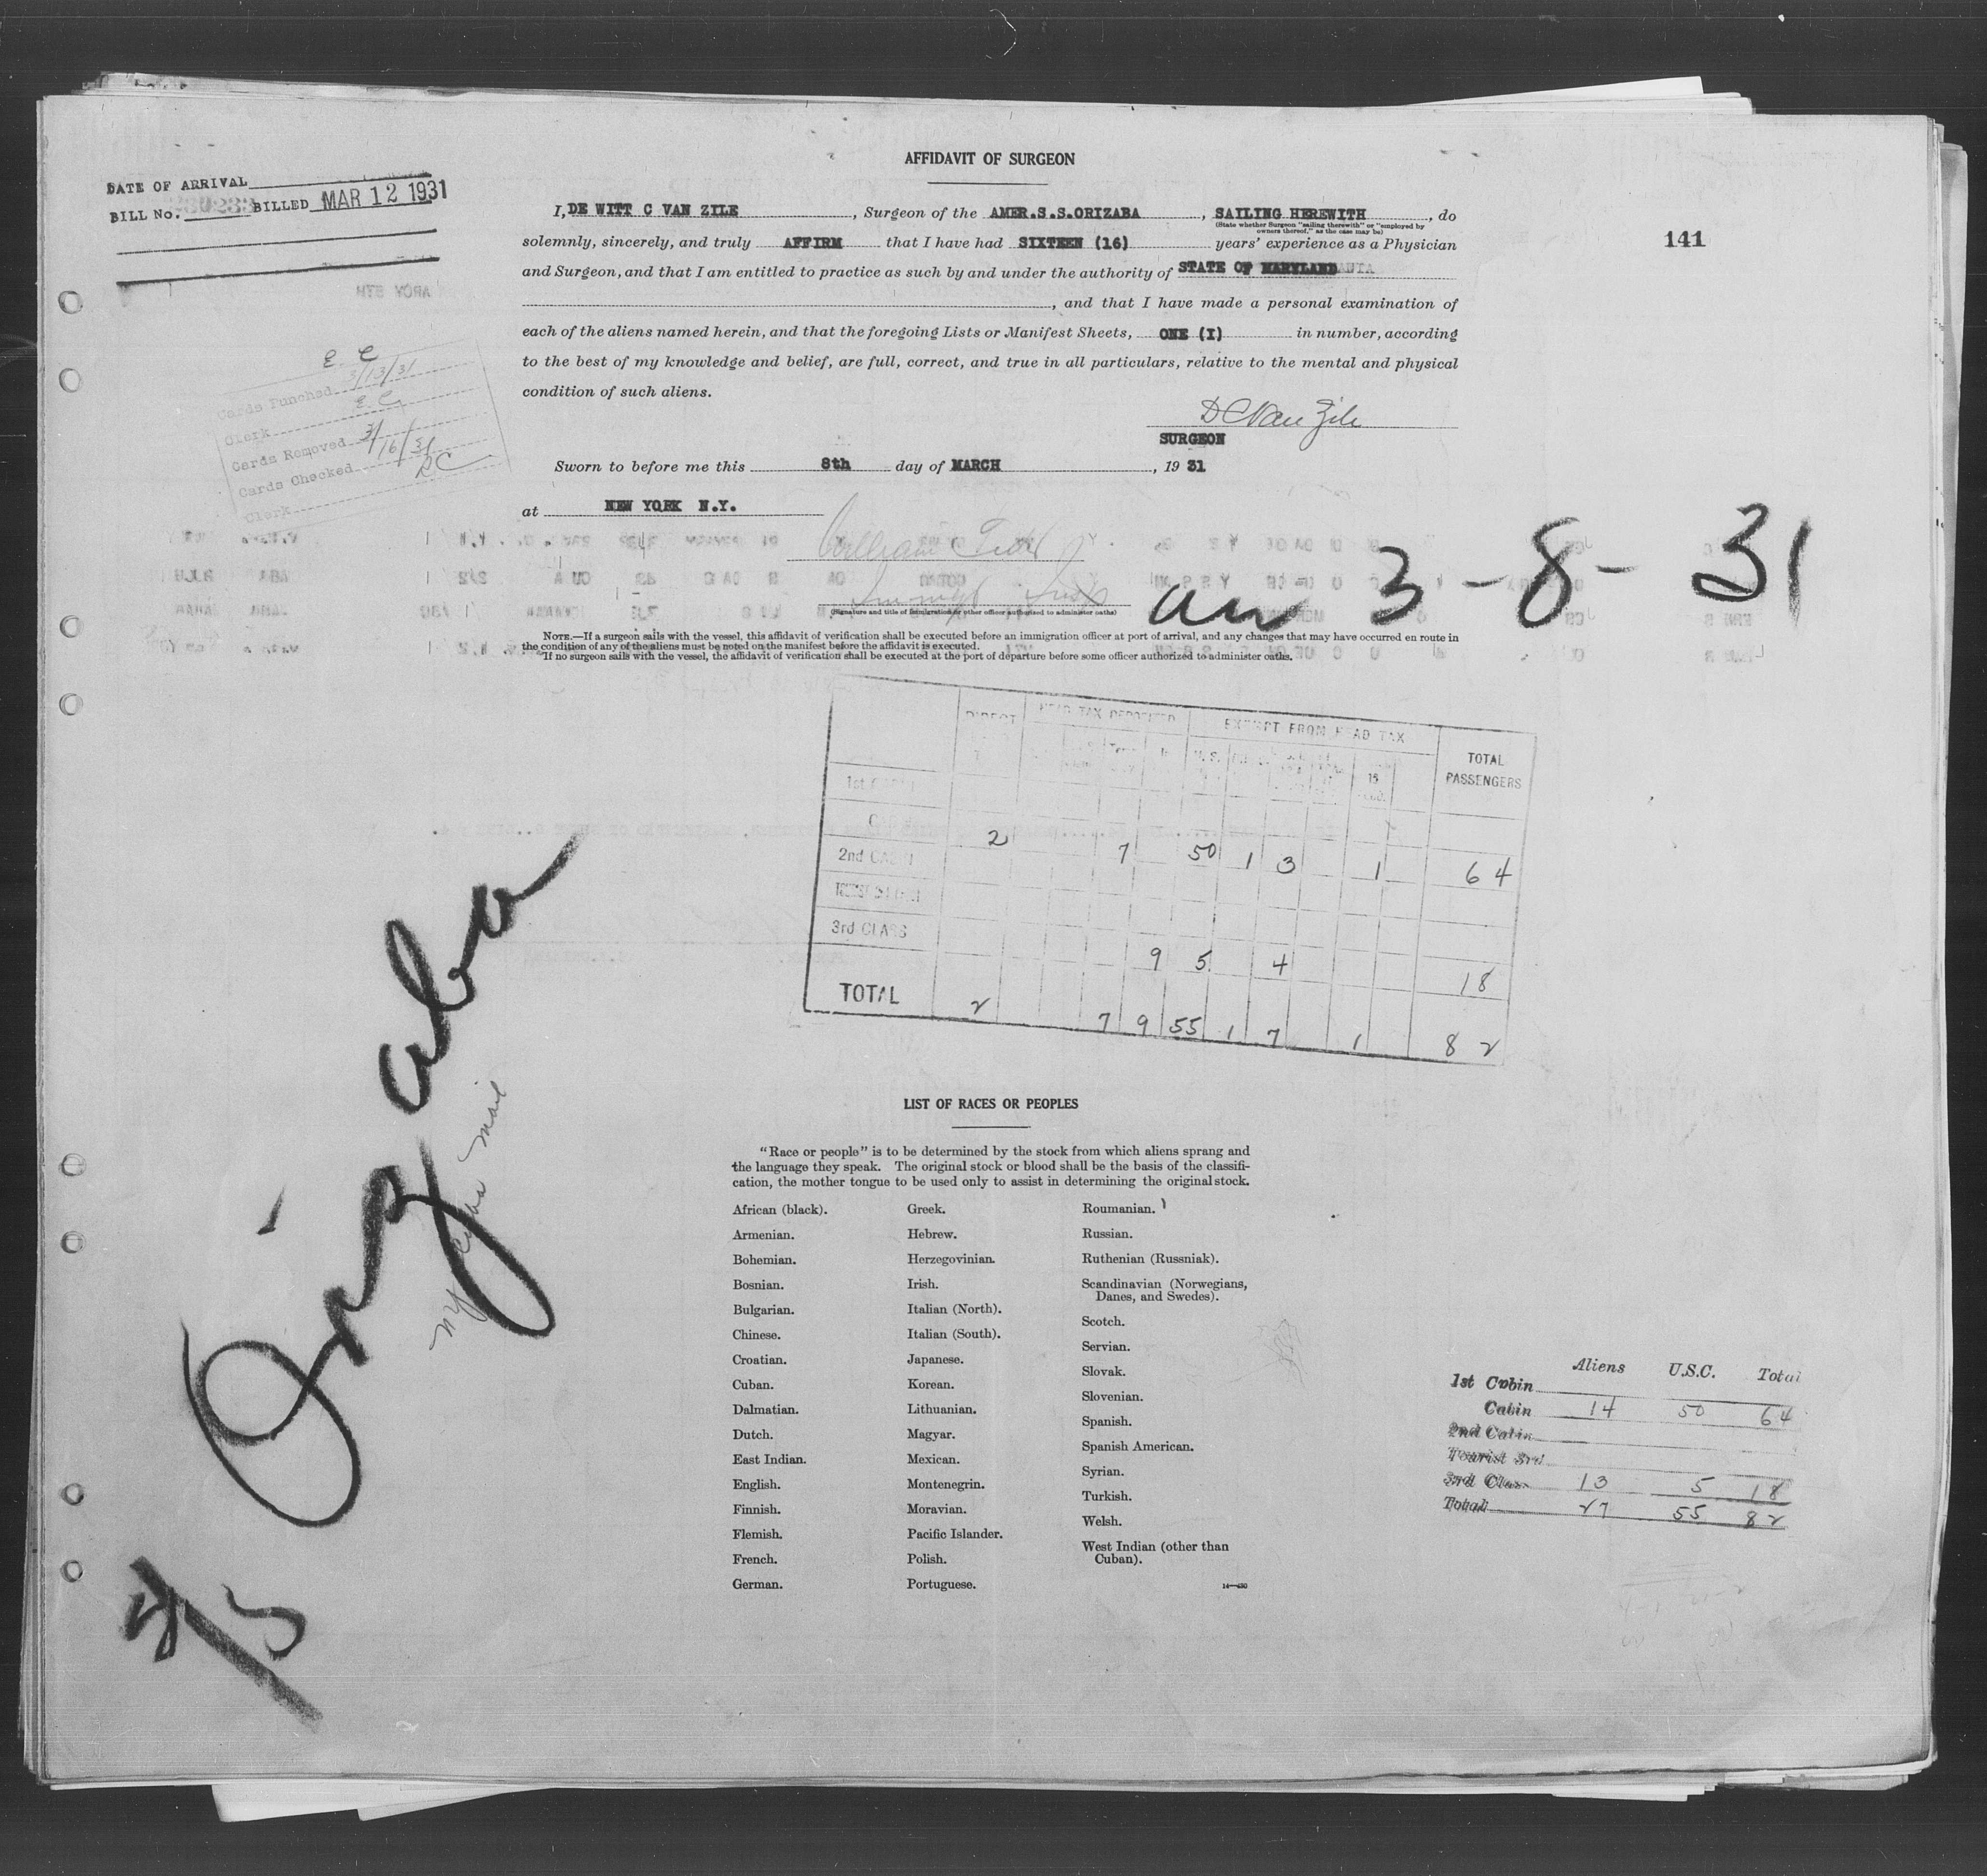 AFFIDAVIT OF SURGEON
DATE OF ARRIVAL
BILL No. BILLED MAR 12 1931
141
I, DE WITT C VAN ZILE, Surgeon of the AMER.S.S.ORIZABA, SAILING HEREWITH, do
(State whether Surgeon "sailing therewith" or "employed by
owners thereof," as the case may be)
solemnly, sincerely, and truly AFFIRM that I have had SIXTEEN (16) years' experience as a Physician
and Surgeon, and that I am entitled to practice as such by and under the authority of STATE OF MARYLAND
, and that I have made a personal examination of
each of the aliens named herein, and that the foregoing Lists or Manifest Sheets, ONE (I) in number, according
to the best of my knowledge and belief, are full, correct, and true in all particulars, relative to the mental and physical
condition of such aliens.
D C Van Zile
SURGEON
Sworn to before me this 8th day of MARCH, 19 31
at NEW YORK N.Y.
(Signature and title of immigration or other officer authorized to administer oaths)
3-8-31
NOTE.—If a surgeon sails with the vessel, this affidavit of verification shall be executed before an immigration officer at port of arrival, and any changes that may have occurred en route in
the condition of any of the aliens must be noted on the manifest before the affidavit is executed.
If no surgeon sails with the vessel, the affidavit of verification shall be executed at the port of departure before some officer authorized to administer oaths.
Cards Punched 3/13/31
Clerk E.C.
Cards Removed 3/16/31
Cards Checked RC
Clerk
DIRECT HEAD TAX DEPOSITED EXEMPT FROM HEAD TAX TOTAL
PASSENGERS
2 7 50 1 3 1 64
2nd CABIN
3rd CLASS
9 5 4 18
TOTAL 2 7 9 55 1 7 1 82
Orizaba
NY Cuba Mail
LIST OF RACES OR PEOPLES
"Race or people" is to be determined by the stock from which aliens sprang and
the language they speak. The original stock or blood shall be the basis of the classifi-
cation, the mother tongue to be used only to assist in determining the original stock.
African (black).
Armenian.
Bohemian.
Bosnian.
Bulgarian.
Chinese.
Croatian.
Cuban.
Dalmatian.
Dutch.
East Indian.
English.
Finnish.
Flemish.
French.
German.
Greek.
Hebrew.
Herzegovinian.
Irish.
Italian (North).
Italian (South).
Japanese.
Korean.
Lithuanian.
Magyar.
Mexican.
Montenegrin.
Moravian.
Pacific Islander.
Polish.
Portuguese.
Roumanian.
Russian.
Ruthenian (Russniak).
Scandinavian (Norwegians,
Danes, and Swedes).
Scotch.
Servian.
Slovak.
Slovenian.
Spanish.
Spanish American.
Syrian.
Turkish.
Welsh.
West Indian (other than
Cuban).
Aliens U.S.C. Total
1st Cabin
Cabin 14 50 64
2nd Cabin
Tourist 3rd
3rd Class 13 5 18
Total 27 55 82